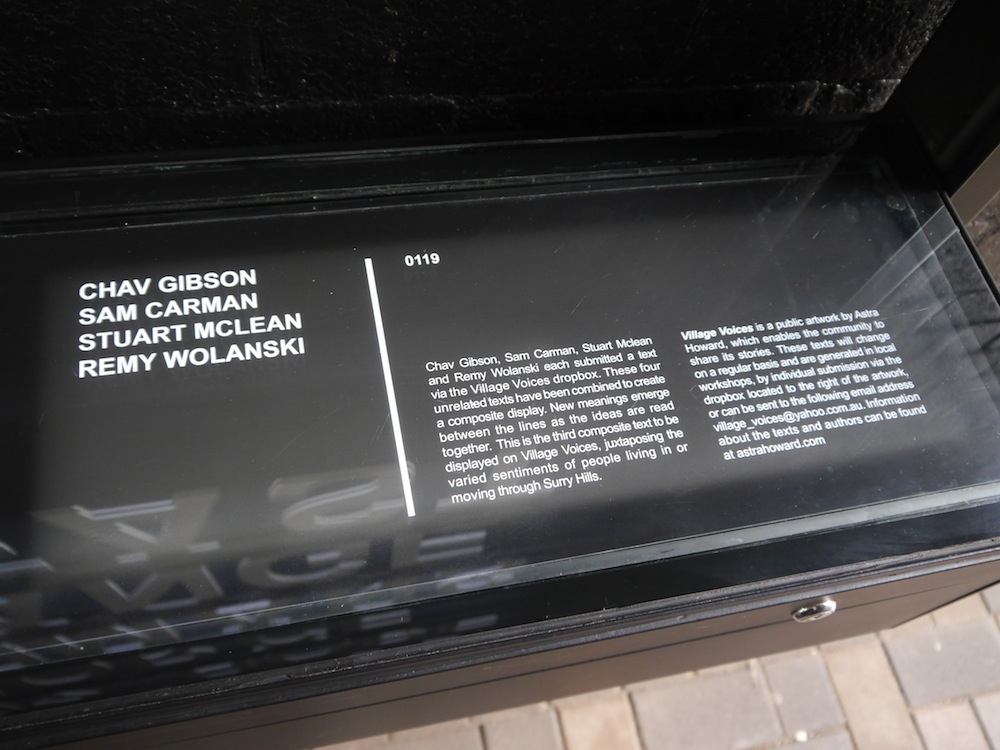 CHAV GIBSON
SAM CARMAN
STUART MCLEAN
REMY WOLANSKI
0119
Chav Gibson, Sam Carman, Stuart Mclean
and Remy Wolanski each submitted a text
via the Village Voices dropbox. These four
unrelated texts have been combined to create
a composite display. New meanings emerge
between the lines as the ideas are read
together. This is the third composite text to be
displayed on Village Voices, juxtaposing the
varied sentiments of people living in or
moving through Surry Hills.
Village Voices is a public artwork by Astra
Howard, which enables the community to
share its stories. These texts will change
on a regular basis and are generated in local
workshops, by individual submission via the
dropbox located to the right of the artwork,
or can be sent to the following email address
village_voices@yahoo.com.au. Information
about the texts and authors can be found
at astrahoward.com